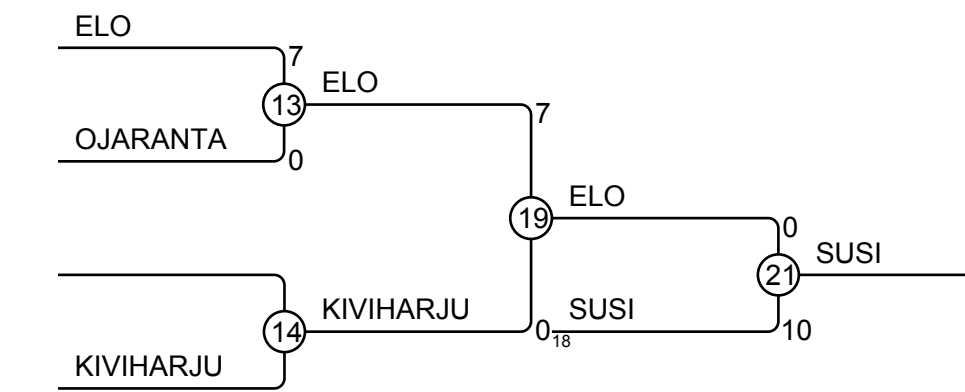 ELO
7
13
ELO
7
OJARANTA
0
19
ELO
0
21
SUSI
14
KIVIHARJU
0
18
SUSI
10
KIVIHARJU